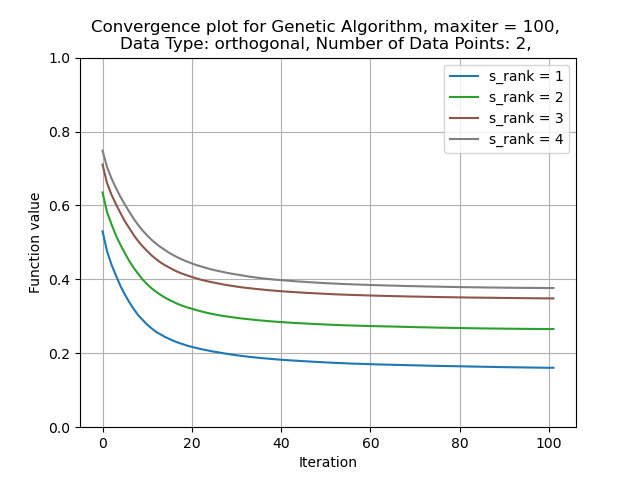 Convergence plot for Genetic Algorithm, maxiter = 100,
Data Type: orthogonal, Number of Data Points: 2,
1.0
0.8
0.6
0.4
0.2
0.0
Function value
s_rank = 1
s_rank = 2
s_rank = 3
s_rank = 4
0 20 40 60 80 100
Iteration